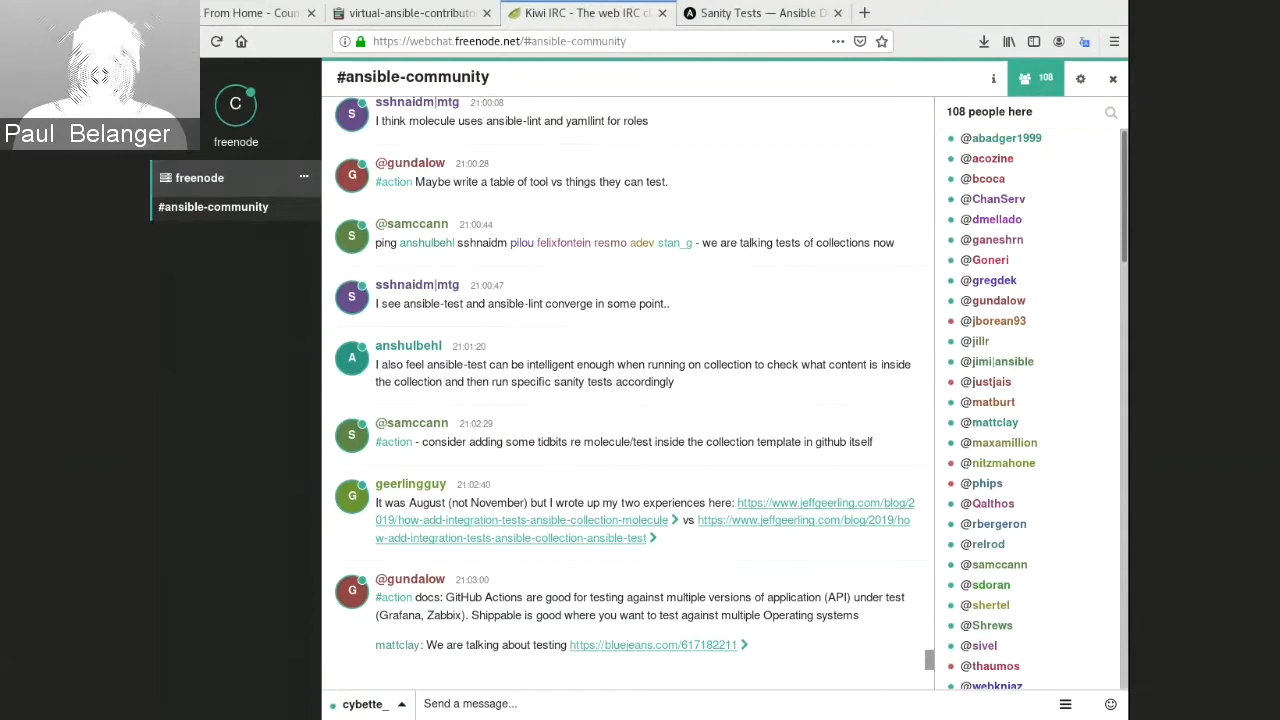 From Home - Coun
virtual-ansible-contributo
Kiwi IRC - The web IRC cl
Sanity Tests — Ansible D
https://webchat.freenode.net/#ansible-community
Paul Belanger
C
freenode
freenode
#ansible-community
#ansible-community
108
S
sshnaidm|mtg 21:00:08
I think molecule uses ansible-lint and yamllint for roles
G
@gundalow 21:00:28
#action Maybe write a table of tool vs things they can test.
S
@samccann 21:00:44
ping anshulbehl sshnaidm pilou felixfontein resmo adev stan_g - we are talking tests of collections now
S
sshnaidm|mtg 21:00:47
I see ansible-test and ansible-lint converge in some point..
A
anshulbehl 21:01:20
I also feel ansible-test can be intelligent enough when running on collection to check what content is inside
the collection and then run specific sanity tests accordingly
S
@samccann 21:02:29
#action - consider adding some tidbits re molecule/test inside the collection template in github itself
G
geerlingguy 21:02:40
It was August (not November) but I wrote up my two experiences here: https://www.jeffgeerling.com/blog/2
019/how-add-integration-tests-ansible-collection-molecule vs https://www.jeffgeerling.com/blog/2019/ho
w-add-integration-tests-ansible-collection-ansible-test
G
@gundalow 21:03:00
#action docs: GitHub Actions are good for testing against multiple versions of application (API) under test
(Grafana, Zabbix). Shippable is good where you want to test against multiple Operating systems
mattclay: We are talking about testing https://bluejeans.com/617182211
cybette_
Send a message...
108 people here
@abadger1999
@acozine
@bcoca
@ChanServ
@dmellado
@ganeshrn
@Goneri
@gregdek
@gundalow
@jborean93
@jillr
@jimi|ansible
@justjais
@matburt
@mattclay
@maxamillion
@nitzmahone
@phips
@Qalthos
@rbergeron
@relrod
@samccann
@sdoran
@shertel
@Shrews
@sivel
@thaumos
@webknjaz